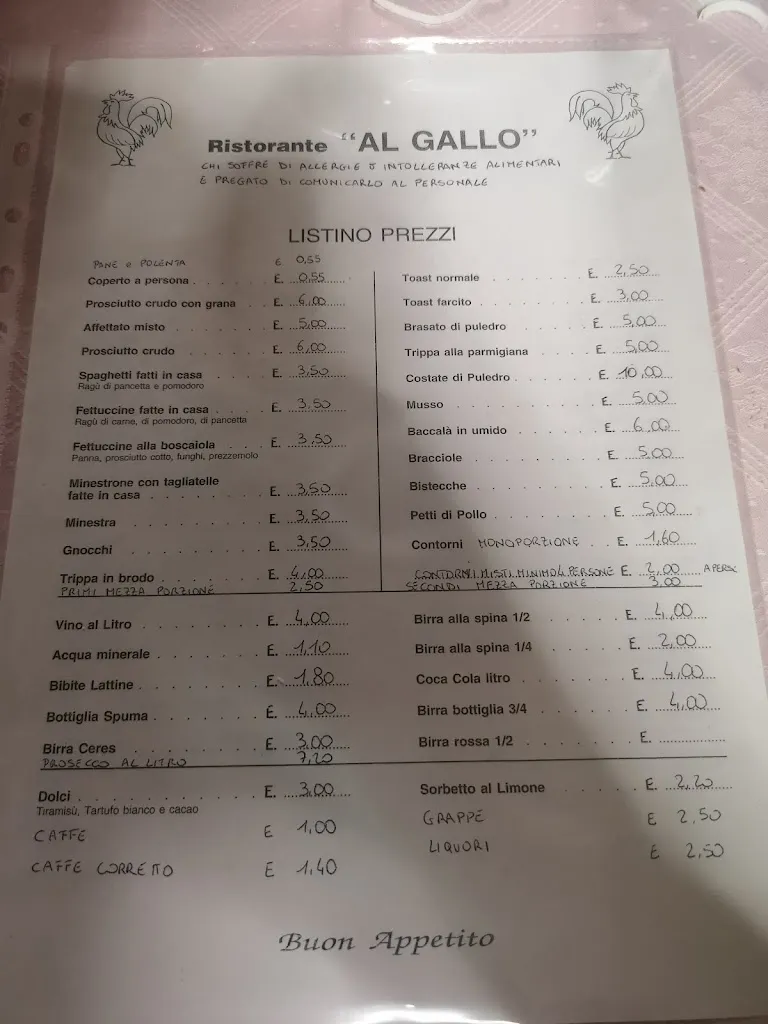 Ristorante "AL GALLO"
CHI SOFFRE DI ALLERGIE O INTOLLERANZE ALIMENTARI
È PREGATO DI COMUNICARLO AL PERSONALE
LISTINO PREZZI
PANE O POLENTA € 0,55
Coperto a persona . . . . E. 0,55
Prosciutto crudo con grana . . E. 6,00
Affettato misto . . . . . E. 5,00
Prosciutto crudo . . . . . E. 6,00
Spaghetti fatti in casa . . . . E. 3,50
Ragù di pancetta e pomodoro
Fettuccine fatte in casa . . . . E. 3,50
Ragù di carne, di pomodoro, di pancetta
Fettuccine alla boscaiola . . . E. 3,50
Panna, prosciutto cotto, funghi, prezzemolo
Minestrone con tagliatelle
fatte in casa . . . . . . . E. 3,50
Minestra . . . . . . . . E. 3,50
Gnocchi . . . . . . . . E. 3,50
Trippa in brodo . . . . . . E. 4,00
PRIMI MEZZA PORZIONE 2,50
Toast normale . . . . . . E. 2,50
Toast farcito . . . . . . . E. 3,00
Brasato di puledro . . . . E. 5,00
Trippa alla parmigiana . . . . E. 5,00
Costate di Puledro . . . . . E. 10,00
Musso . . . . . . . . E. 5,00
Baccalà in umido . . . . . E. 6,00
Bracciole . . . . . . . . E. 5,00
Bistecche . . . . . . . . E. 5,00
Petti di Pollo . . . . . . . E. 5,00
Contorni MONOPORZIONE . . E. 1,60
CONTORNI MISTI MINIMO 4 PERSONE E. 2,00 A PERS.
SECONDI MEZZA PORZIONE 3,00
Vino al Litro . . . . . . . E. 4,00
Acqua minerale . . . . . . E. 1,10
Bibite Lattine . . . . . . . E. 1,80
Bottiglia Spuma . . . . . . E. 4,00
Birra Ceres . . . . . . . E. 3,00
PROSECCO AL LITRO 7,20
Birra alla spina 1/2 . . . . . E. 4,00
Birra alla spina 1/4 . . . . . E. 2,00
Coca Cola litro . . . . . . E. 4,00
Birra bottiglia 3/4 . . . . . E. 4,00
Birra rossa 1/2 . . . . . . E. ..................
Dolci . . . . . . . . . . E. 3,00
Tiramisù, Tartufo bianco e cacao
CAFFE E 1,00
CAFFE CORRETTO E 1,40
Sorbetto al Limone . . . . . E. 2,20
GRAPPE E 2,50
LIQUORI E 2,50
Buon Appetito